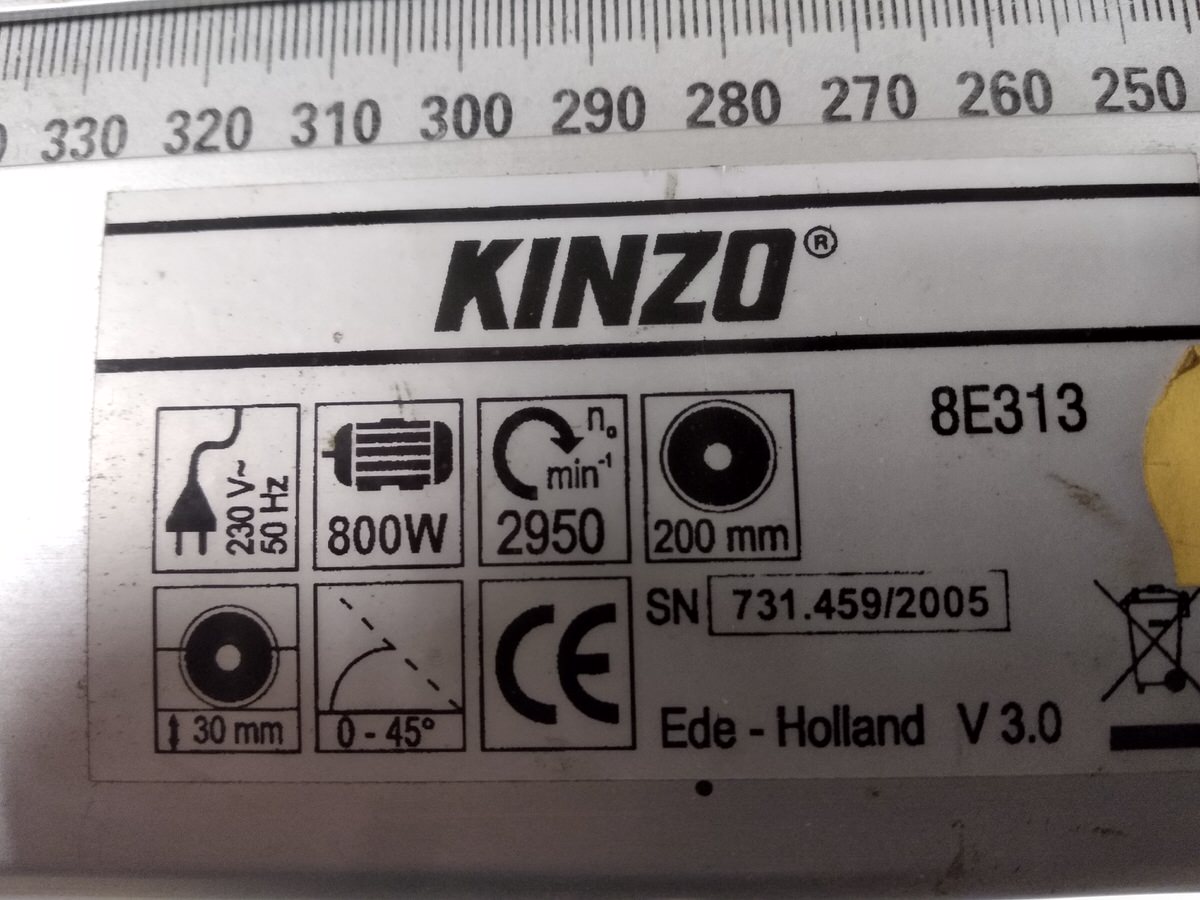 330 320 310 300 290 280 270 260 250
KINZO®
8E313
230 V~
50 Hz
800W
n₀
min⁻¹
2950
200 mm
SN 731.459/2005
30 mm
0 - 45°
CE
Ede - Holland V 3.0